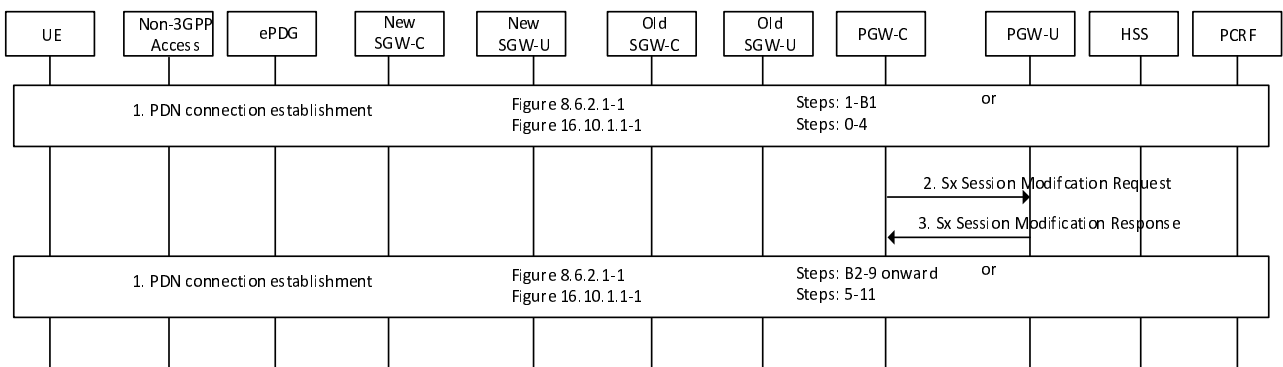 UE
Non-3GPP
Access
ePDG
New
SGW-C
New
SGW-U
Old
SGW-C
Old
SGW-U
PGW-C
PGW-U
HSS
PCRF
1. PDN connection establishment
Figure 8.6.2.1-1
Figure 16.10.1.1-1
Steps: 1-B1
Steps: 0-4
or
2. Sx Session Modifcation Request
3. Sx Session Modification Response
1. PDN connection establishment
Figure 8.6.2.1-1
Figure 16.10.1.1-1
Steps: B2-9 onward
Steps: 5-11
or